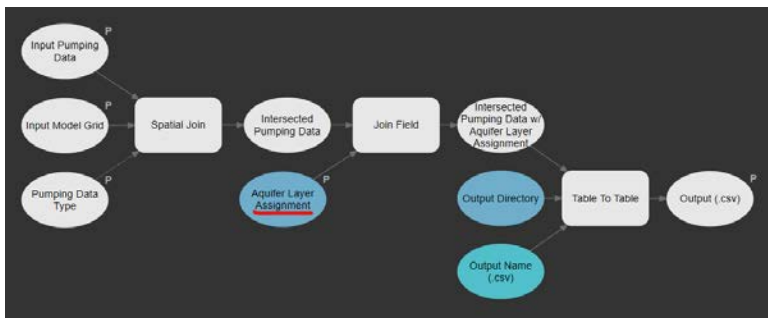 P
Input Pumping
Data
P
Input Model Grid
Spatial Join
Intersected
Pumping Data
Join Field
Intersected
Pumping Data w/
Aquifer Layer
Assignment
P
Pumping Data
Type
P
Aquifer Layer
Assignment
Output Directory
Table To Table
P
Output (.csv)
Output Name
(.csv)